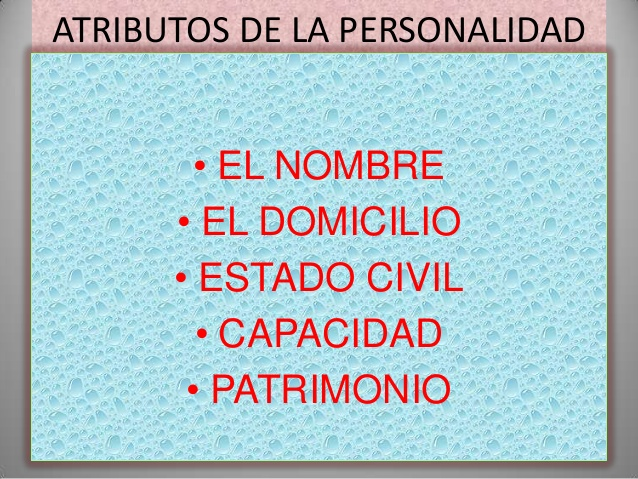 ATRIBUTOS DE LA PERSONALIDAD
• EL NOMBRE
• EL DOMICILIO
• ESTADO CIVIL
• CAPACIDAD
• PATRIMONIO